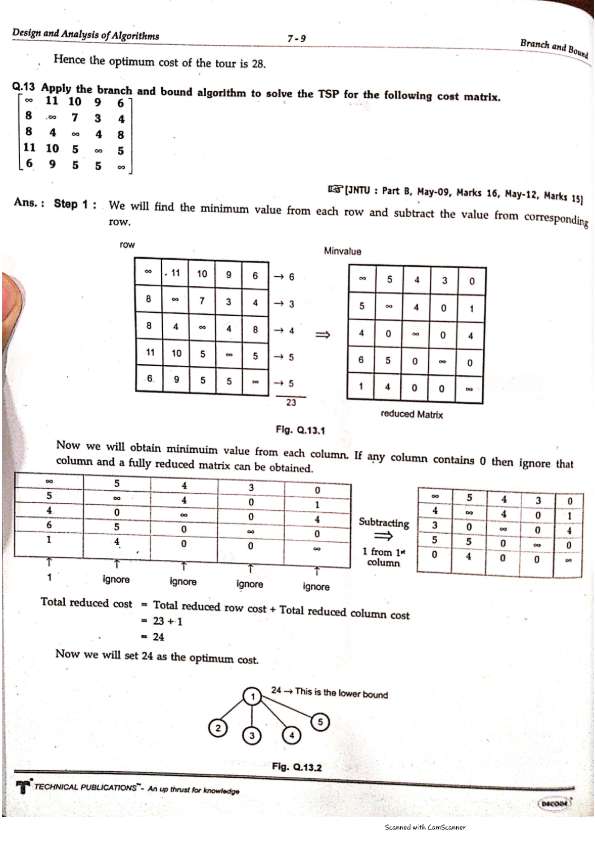 Design and Analysis of Algorithms 7 - 9 Branch and Bound
Hence the optimum cost of the tour is 28.
Q.13 Apply the branch and bound algorithm to solve the TSP for the following cost matrix.
∞ 11 10 9 6
8 ∞ 7 3 4
8 4 ∞ 4 8
11 10 5 ∞ 5
6 9 5 5 ∞
[JNTU : Part B, May-09, Marks 16, May-12, Marks 15]
Ans. : Step 1 : We will find the minimum value from each row and subtract the value from corresponding
row.
row Minvalue
∞ 11 10 9 6 → 6 ∞ 5 4 3 0
8 ∞ 7 3 4 → 3 5 ∞ 4 0 1
8 4 ∞ 4 8 → 4 ⇒ 4 0 ∞ 0 4
11 10 5 ∞ 5 → 5 6 5 0 ∞ 0
6 9 5 5 ∞ → 5 1 4 0 0 ∞
23
reduced Matrix
Fig. Q.13.1
Now we will obtain minimuim value from each column. If any column contains 0 then ignore that
column and a fully reduced matrix can be obtained.
∞ 5 4 3 0 ∞ 5 4 3 0
5 ∞ 4 0 1 4 ∞ 4 0 1
4 0 ∞ 0 4 Subtracting 3 0 ∞ 0 4
6 5 0 ∞ 0 ⇒ 5 5 0 ∞ 0
1 4 0 0 ∞ 1 from 1st 0 4 0 0 ∞
column
↑ ↑ ↑ ↑ ↑
1 Ignore Ignore Ignore Ignore
Total reduced cost = Total reduced row cost + Total reduced column cost
= 23 + 1
= 24
Now we will set 24 as the optimum cost.
1 24 → This is the lower bound
2 3 4 5
Fig. Q.13.2
TECHNICAL PUBLICATIONS™ - An up thrust for knowledge
DECODE
Scanned with CamScanner